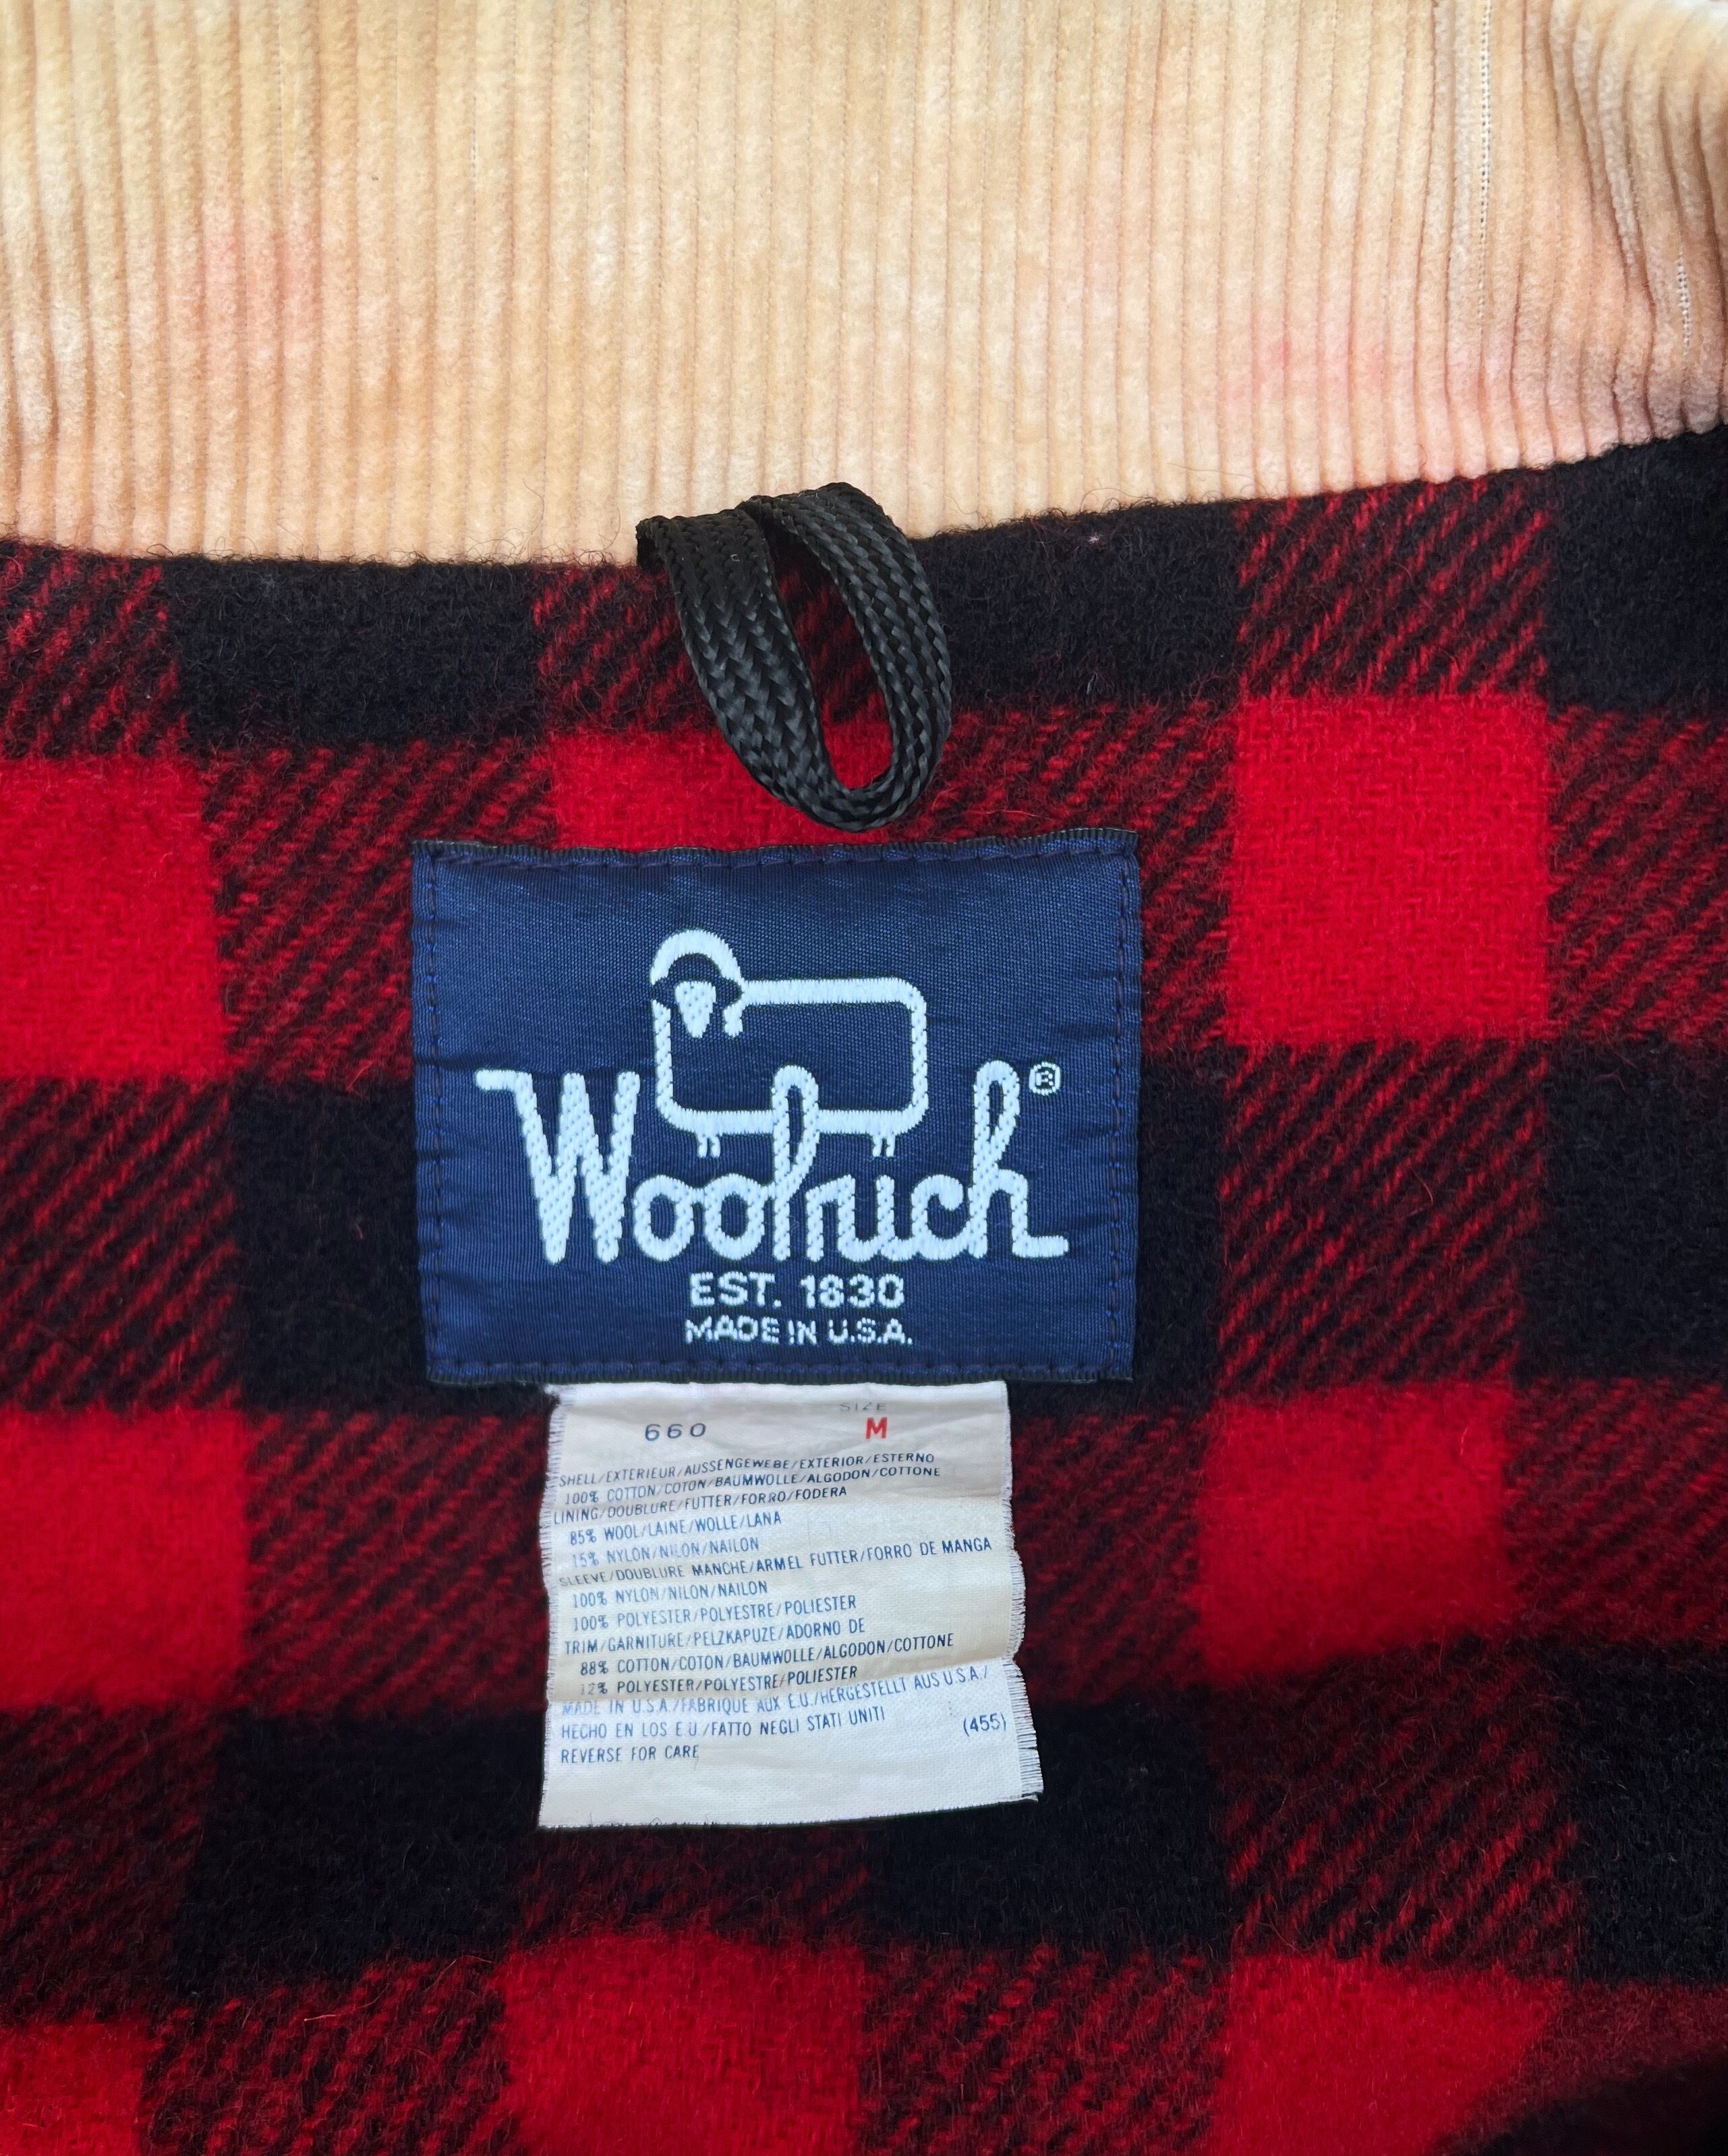 Woolrich®
EST. 1830
MADE IN U.S.A.
SIZE
660 M
SHELL/EXTERIEUR/AUSSENGEWEBE/EXTERIOR/ESTERNO
100% COTTON/COTON/BAUMWOLLE/ALGODON/COTTONE
LINING/DOUBLURE/FUTTER/FORRO/FODERA
85% WOOL/LAINE/WOLLE/LANA
15% NYLON/NILON/NAILON
SLEEVE/DOUBLURE MANCHE/ARMEL FUTTER/FORRO DE MANGA
100% NYLON/NILON/NAILON
100% POLYESTER/POLYESTRE/POLIESTER
TRIM/GARNITURE/PELZKAPUZE/ADORNO DE
88% COTTON/COTON/BAUMWOLLE/ALGODON/COTTONE
12% POLYESTER/POLYESTRE/POLIESTER
MADE IN U.S.A./FABRIQUE AUX E.U./HERGESTELLT AUS U.S.A./
HECHO EN LOS E.U./FATTO NEGLI STATI UNITI (455)
REVERSE FOR CARE